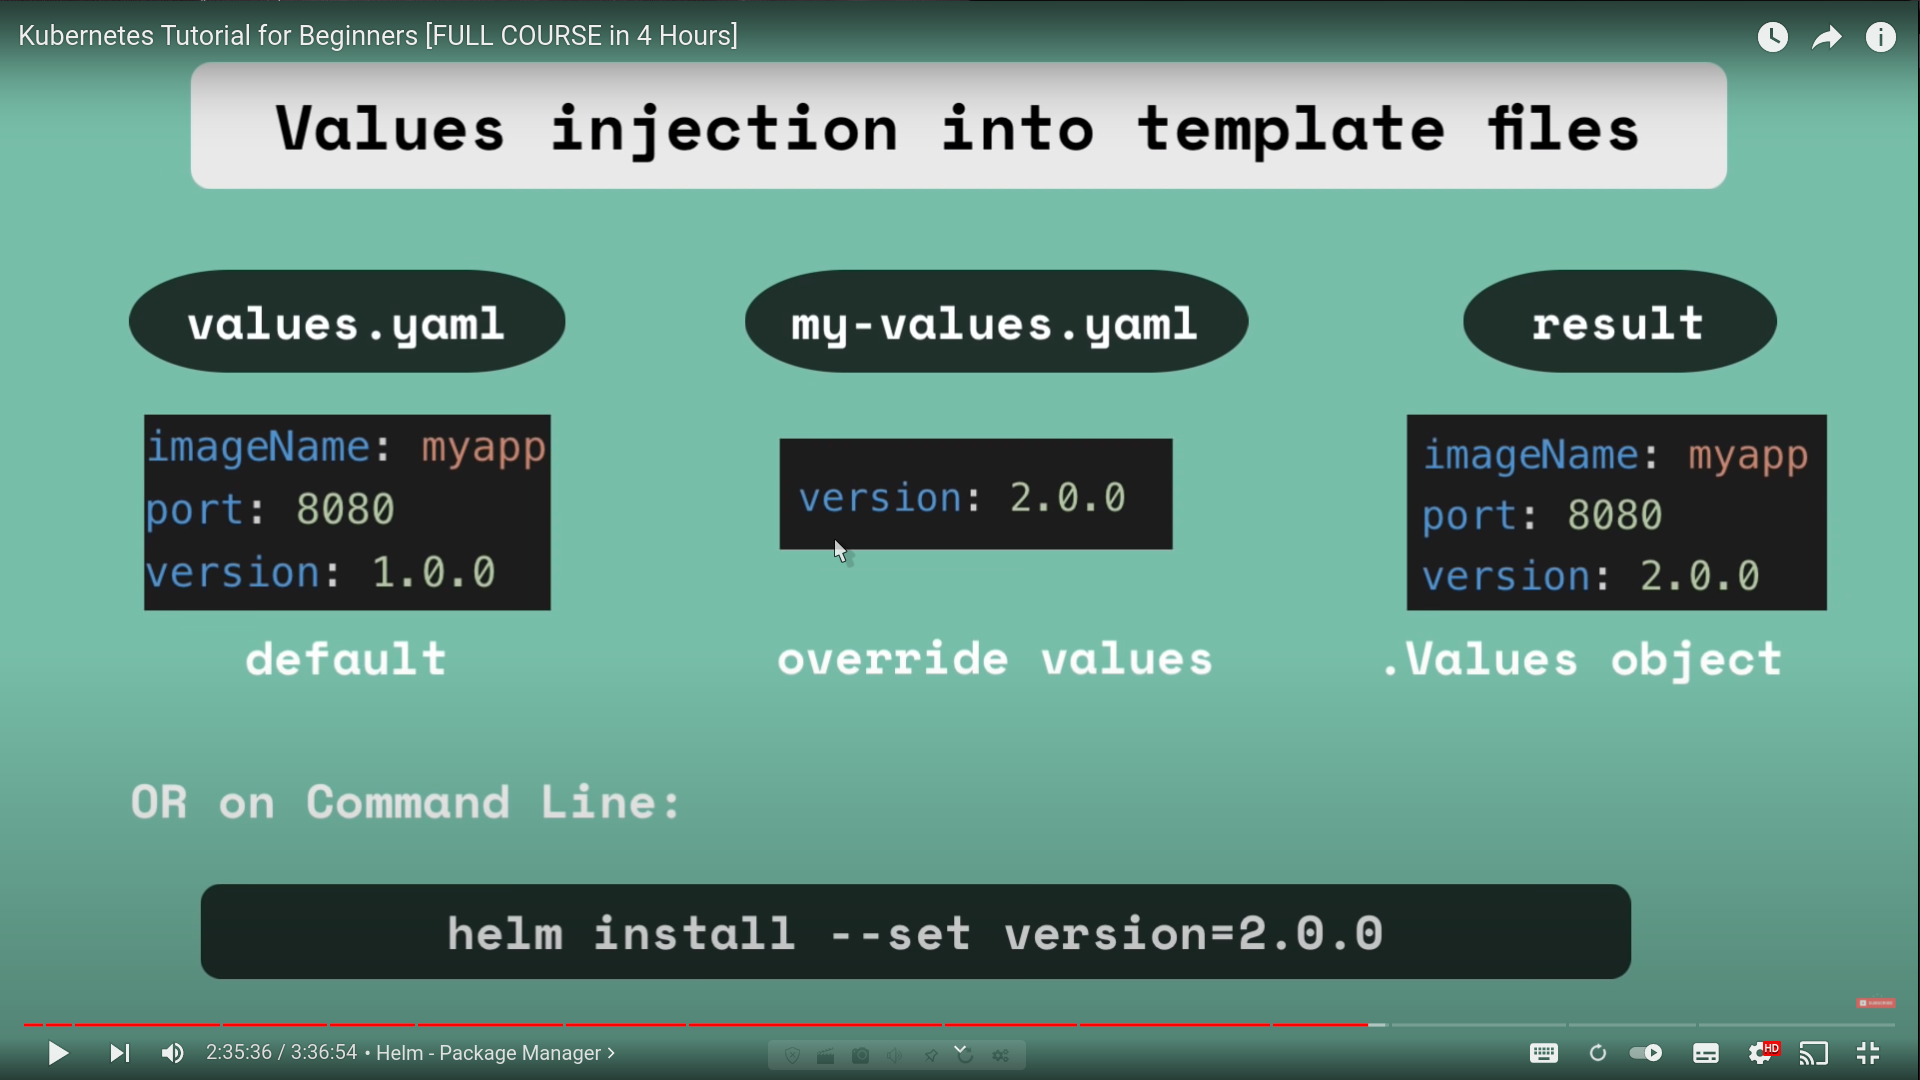 Kubernetes Tutorial for Beginners [FULL COURSE in 4 Hours]
Values injection into template files
values.yaml
my-values.yaml
result
imageName: myapp
port: 8080
version: 1.0.0
version: 2.0.0
imageName: myapp
port: 8080
version: 2.0.0
default
override values
.Values object
OR on Command Line:
helm install --set version=2.0.0
SUBSCRIBE
2:35:36 / 3:36:54 • Helm - Package Manager
HD